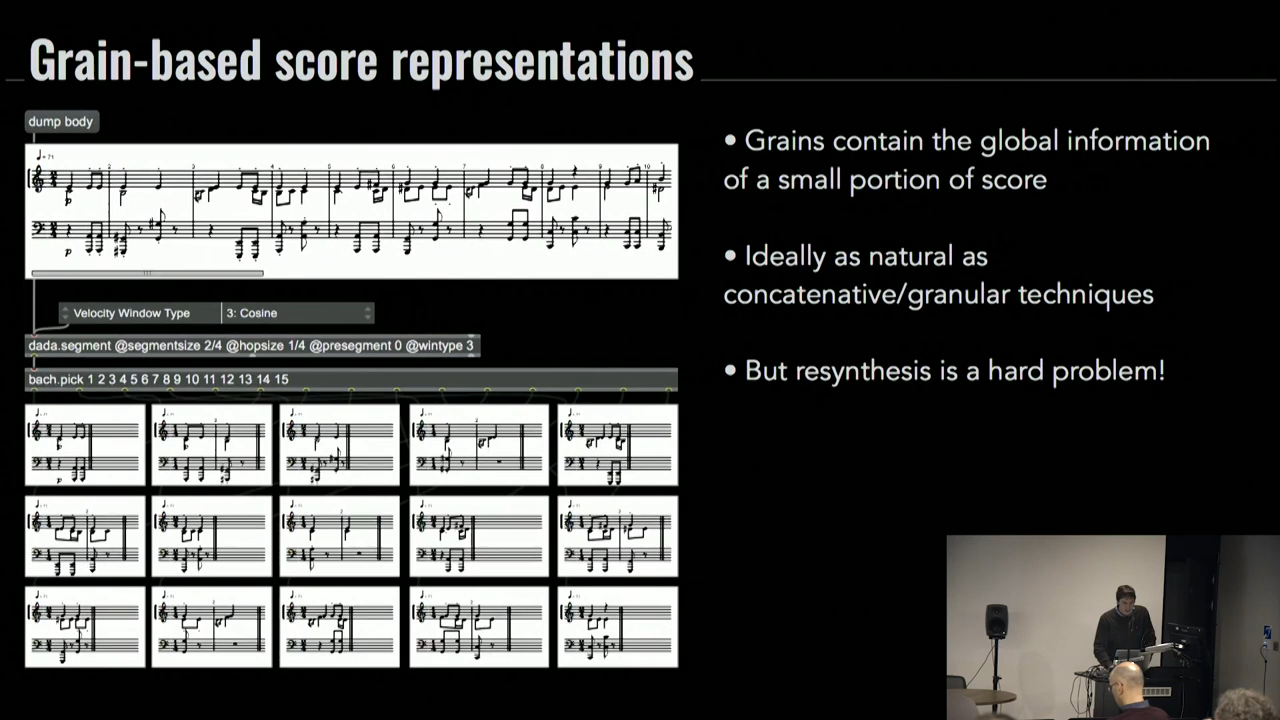 Grain-based score representations
dump body
• Grains contain the global information
of a small portion of score
• Ideally as natural as
concatenative/granular techniques
• But resynthesis is a hard problem!
Velocity Window Type 3: Cosine
dada.segment @segmentsize 2/4 @hopsize 1/4 @presegment 0 @wintype 3
bach.pick 1 2 3 4 5 6 7 8 9 10 11 12 13 14 15